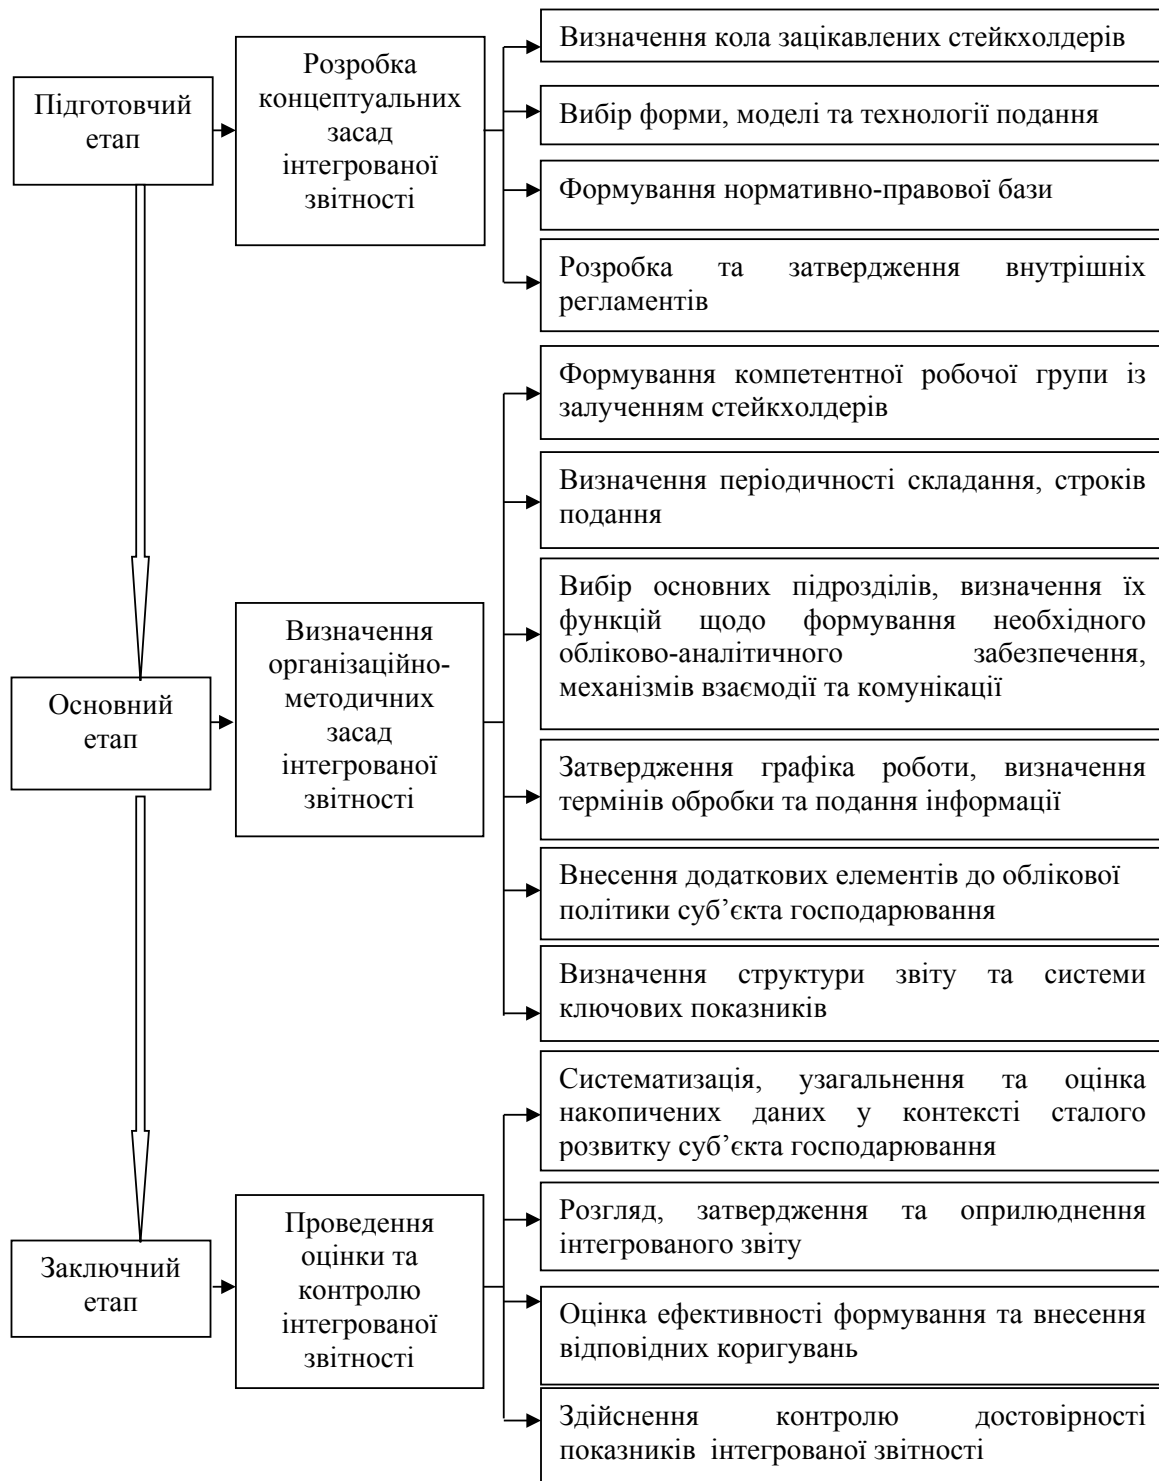 Підготовчий
етап
Розробка
концептуальних
засад
інтегрованої
звітності
Визначення кола зацікавлених стейкхолдерів
Вибір форми, моделі та технології подання
Формування нормативно-правової бази
Розробка та затвердження внутрішніх
регламентів
Основний
етап
Визначення
організаційно-
методичних
засад
інтегрованої
звітності
Формування компетентної робочої групи із
залученням стейкхолдерів
Визначення періодичності складання, строків
подання
Вибір основних підрозділів, визначення їх
функцій щодо формування необхідного
обліково-аналітичного забезпечення,
механізмів взаємодії та комунікації
Затвердження графіка роботи, визначення
термінів обробки та подання інформації
Внесення додаткових елементів до облікової
політики суб’єкта господарювання
Визначення структури звіту та системи
ключових показників
Заключний
етап
Проведення
оцінки та
контролю
інтегрованої
звітності
Систематизація, узагальнення та оцінка
накопичених даних у контексті сталого
розвитку суб’єкта господарювання
Розгляд, затвердження та оприлюднення
інтегрованого звіту
Оцінка ефективності формування та внесення
відповідних коригувань
Здійснення контролю достовірності
показників інтегрованої звітності